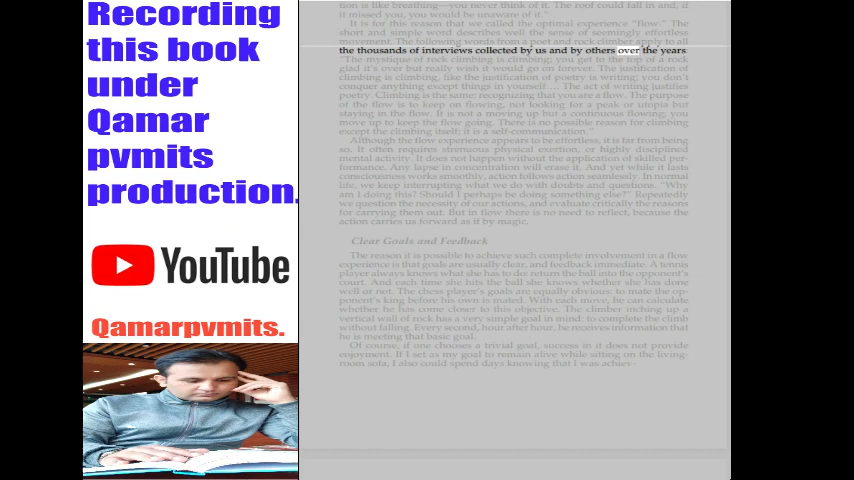 Recording
this book
under
Qamar
pvmits
production.
YouTube
Qamarpvmits.
tion is like breathing—you never think of it. The roof could fall in and, if
it missed you, you would be unaware of it."
It is for this reason that we called the optimal experience "flow." The
short and simple word describes well the sense of seemingly effortless
movement. The following words from a poet and rock climber apply to all
the thousands of interviews collected by us and by others over the years
"The mystique of rock climbing is climbing; you get to the top of a rock
glad it's over but really wish it would go on forever. The justification of
climbing is climbing, like the justification of poetry is writing; you don't
conquer anything except things in yourself.… The act of writing justifies
poetry. Climbing is the same: recognizing that you are a flow. The purpose
of the flow is to keep on flowing, not looking for a peak or utopia but
staying in the flow. It is not a moving up but a continuous flowing; you
move up to keep the flow going. There is no possible reason for climbing
except the climbing itself; it is a self-communication."
Although the flow experience appears to be effortless, it is far from being
so. It often requires strenuous physical exertion, or highly disciplined
mental activity. It does not happen without the application of skilled per-
formance. Any lapse in concentration will erase it. And yet while it lasts
consciousness works smoothly, action follows action seamlessly. In normal
life, we keep interrupting what we do with doubts and questions. "Why
am I doing this? Should I perhaps be doing something else?" Repeatedly
we question the necessity of our actions, and evaluate critically the reasons
for carrying them out. But in flow there is no need to reflect, because the
action carries us forward as if by magic.
Clear Goals and Feedback
The reason it is possible to achieve such complete involvement in a flow
experience is that goals are usually clear, and feedback immediate. A tennis
player always knows what she has to do: return the ball into the opponent's
court. And each time she hits the ball she knows whether she has done
well or not. The chess player's goals are equally obvious: to mate the op-
ponent's king before his own is mated. With each move, he can calculate
whether he has come closer to this objective. The climber inching up a
vertical wall of rock has a very simple goal in mind: to complete the climb
without falling. Every second, hour after hour, he receives information that
he is meeting that basic goal.
Of course, if one chooses a trivial goal, success in it does not provide
enjoyment. If I set as my goal to remain alive while sitting on the living-
room sofa, I also could spend days knowing that I was achiev-